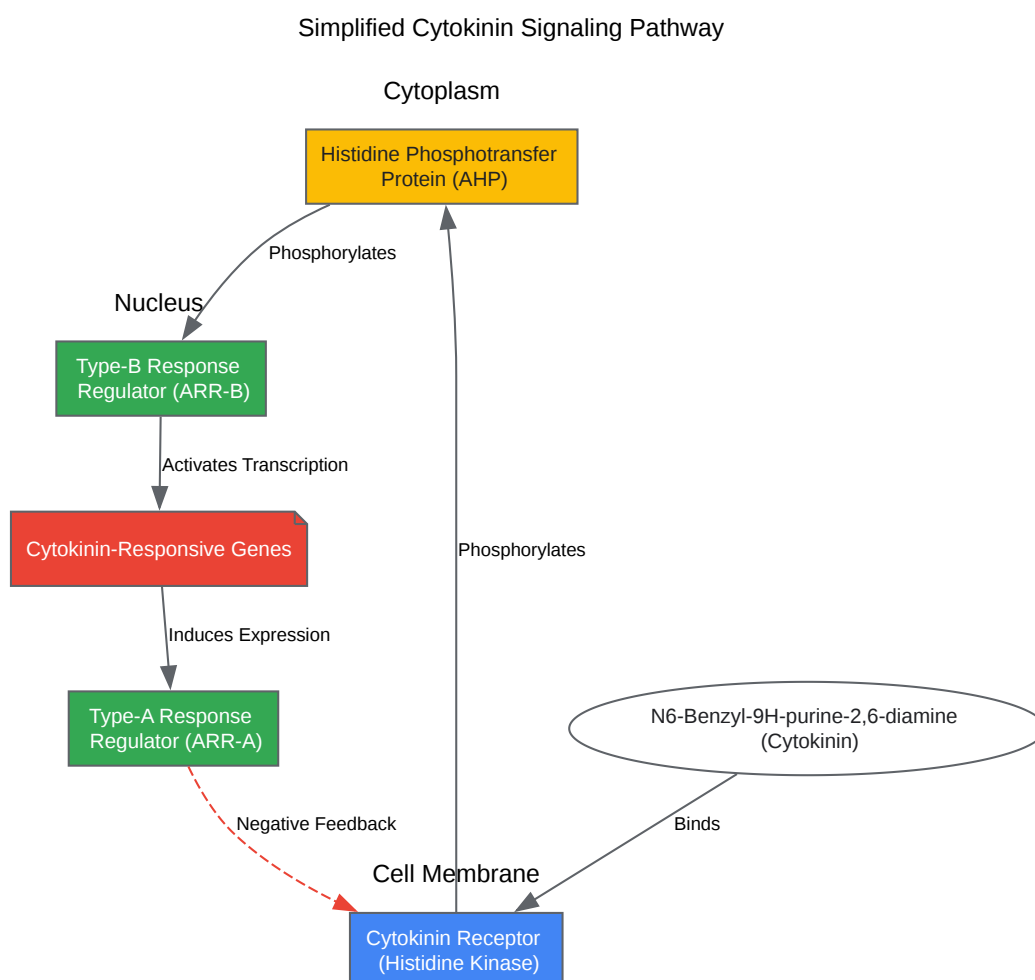 Simplified Cytokinin Signaling Pathway
Cytoplasm
Histidine Phosphotransfer
Protein (AHP)
Phosphorylates
Nucleus
Type-B Response
Regulator (ARR-B)
Activates Transcription
Cytokinin-Responsive Genes
Phosphorylates
Induces Expression
Type-A Response
Regulator (ARR-A)
N6-Benzyl-9H-purine-2,6-diamine
(Cytokinin)
Negative Feedback
Binds
Cell Membrane
Cytokinin Receptor
(Histidine Kinase)